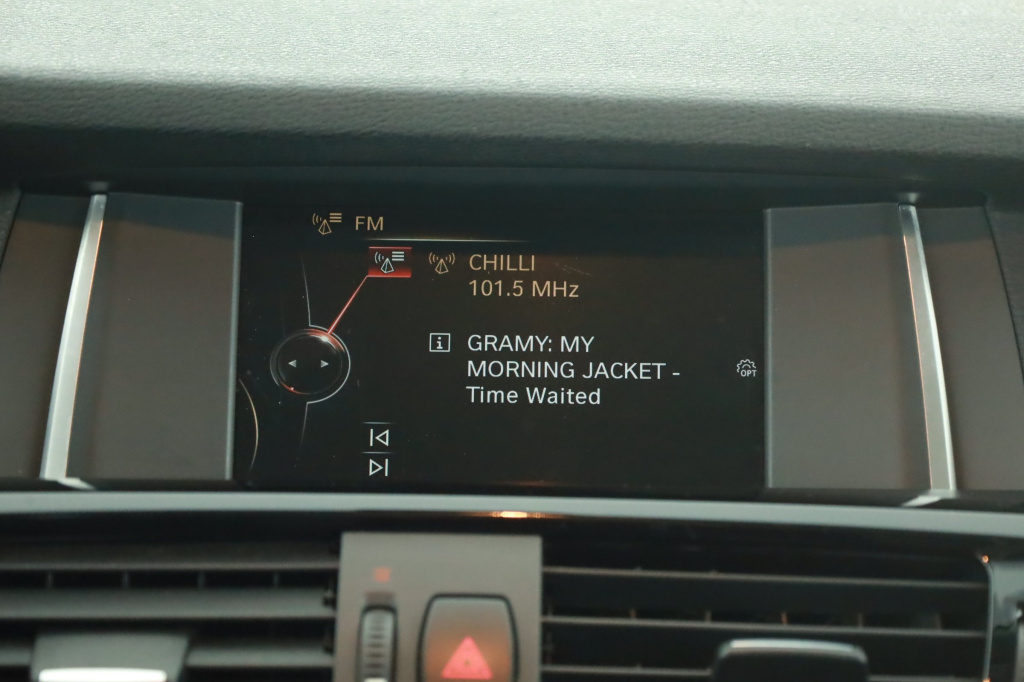 FM
CHILLI
101.5 MHz
i GRAMY: MY
MORNING JACKET -
Time Waited
OPT